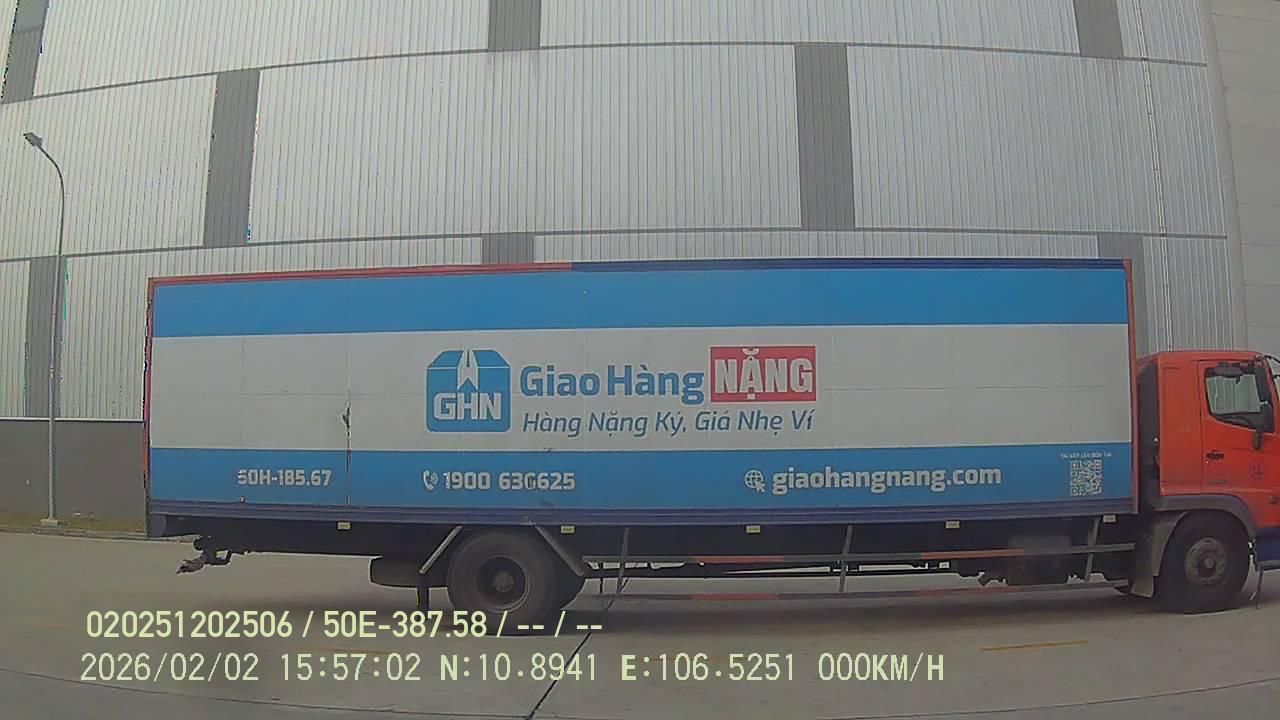 GHN
Giao Hàng NẶNG
Hàng Nặng Ký, Giá Nhẹ Ví
50H-185.67
1900 636625
giaohangnang.com
020251202506 / 50E-387.58 / -- / --
2026/02/02 15:57:02 N:10.8941 E:106.5251 000KM/H